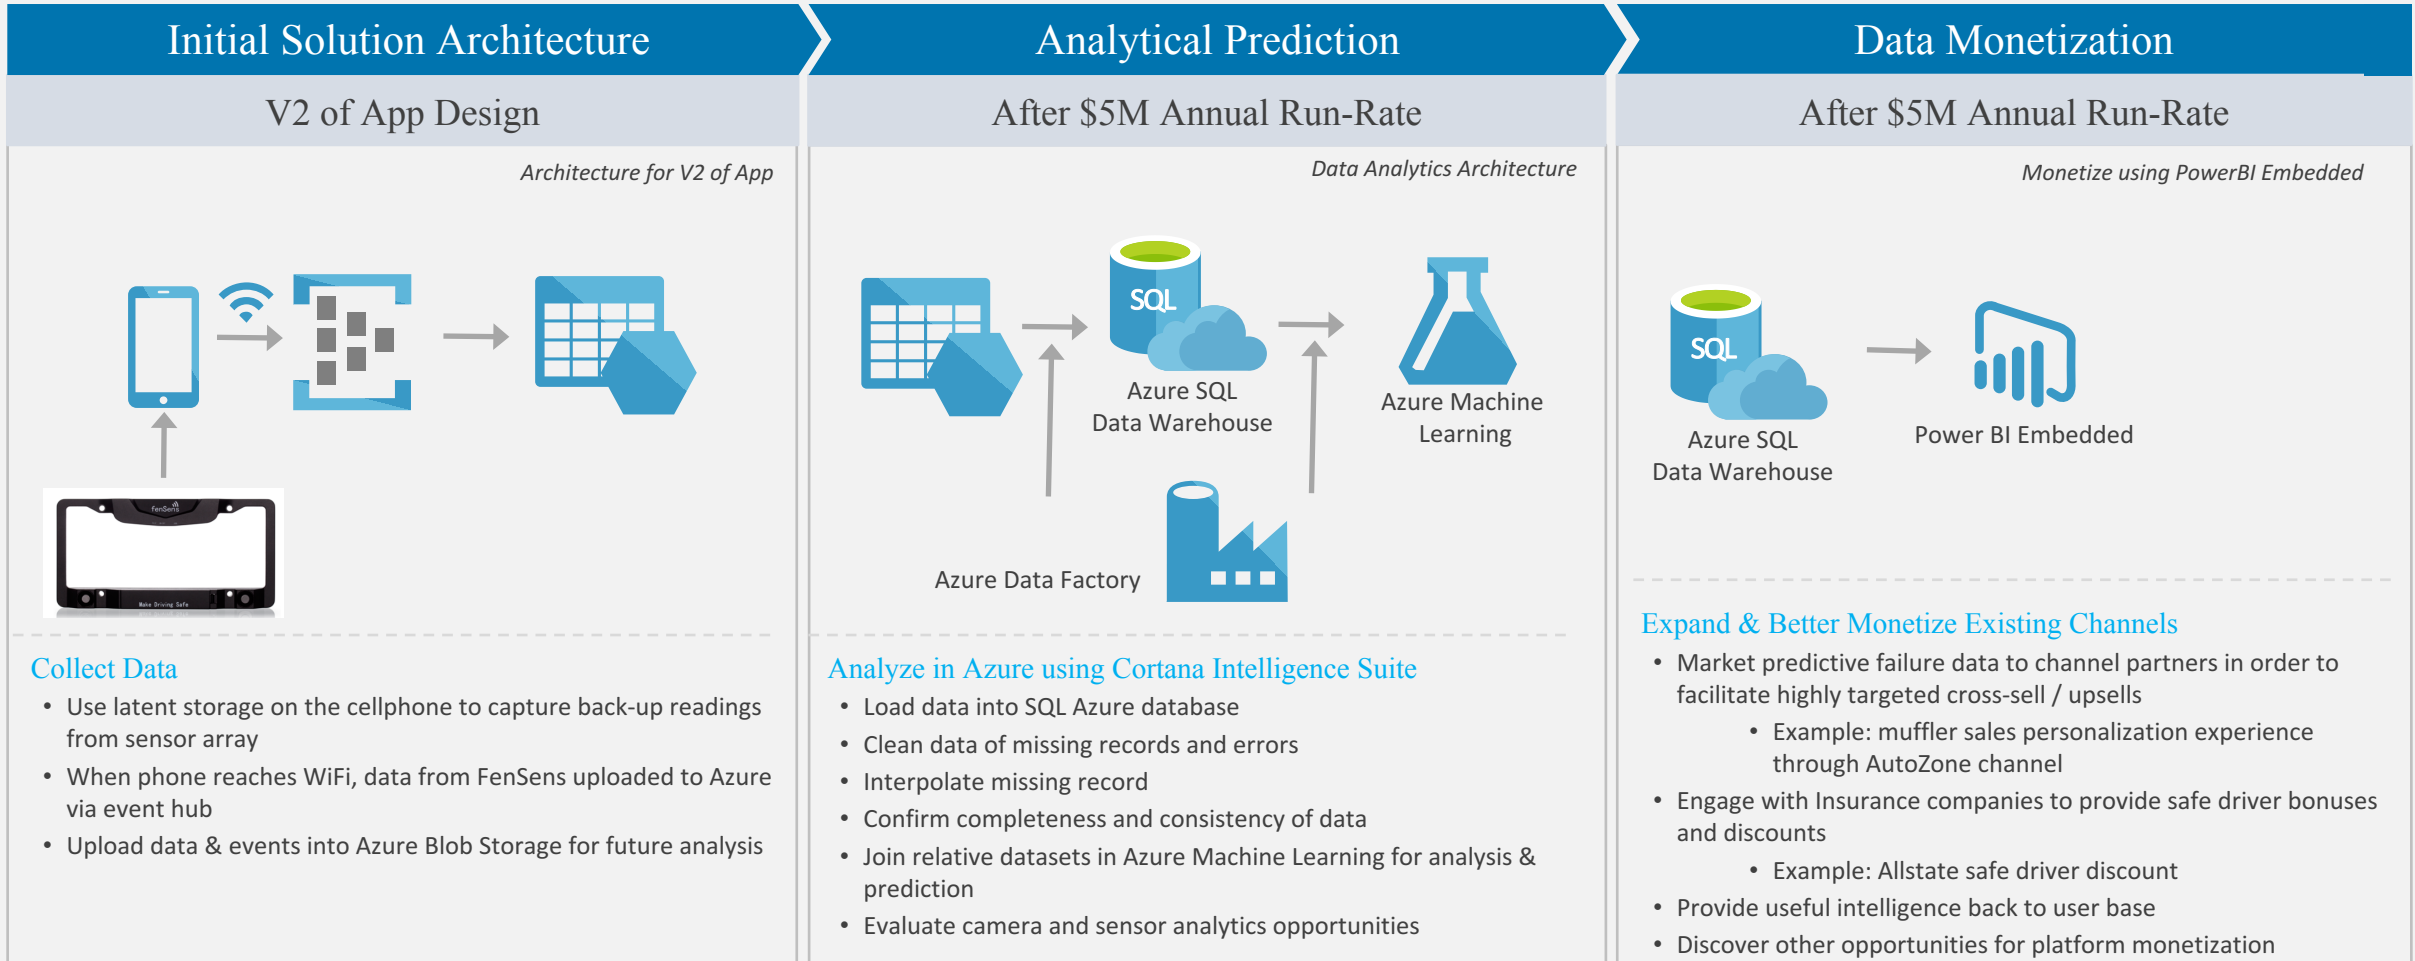 Initial Solution Architecture
V2 of App Design
Architecture for V2 of App
fenSens
Make Driving Safe
Collect Data
• Use latent storage on the cellphone to capture back-up readings
from sensor array
• When phone reaches WiFi, data from FenSens uploaded to Azure
via event hub
• Upload data & events into Azure Blob Storage for future analysis
Analytical Prediction
After $5M Annual Run-Rate
Data Analytics Architecture
SQL
Azure SQL
Data Warehouse
Azure Machine
Learning
Azure Data Factory
Analyze in Azure using Cortana Intelligence Suite
• Load data into SQL Azure database
• Clean data of missing records and errors
• Interpolate missing record
• Confirm completeness and consistency of data
• Join relative datasets in Azure Machine Learning for analysis &
prediction
• Evaluate camera and sensor analytics opportunities
Data Monetization
After $5M Annual Run-Rate
Monetize using PowerBI Embedded
SQL
Azure SQL
Data Warehouse
Power BI Embedded
Expand & Better Monetize Existing Channels
• Market predictive failure data to channel partners in order to
facilitate highly targeted cross-sell / upsells
• Example: muffler sales personalization experience
through AutoZone channel
• Engage with Insurance companies to provide safe driver bonuses
and discounts
• Example: Allstate safe driver discount
• Provide useful intelligence back to user base
• Discover other opportunities for platform monetization